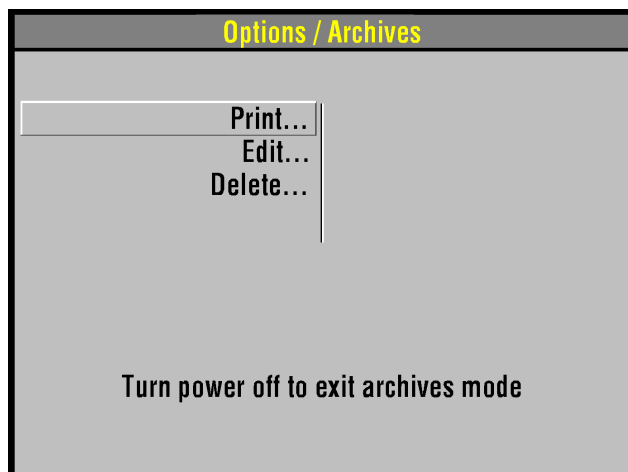 Options / Archives
Print...
Edit...
Delete...
Turn power off to exit archives mode